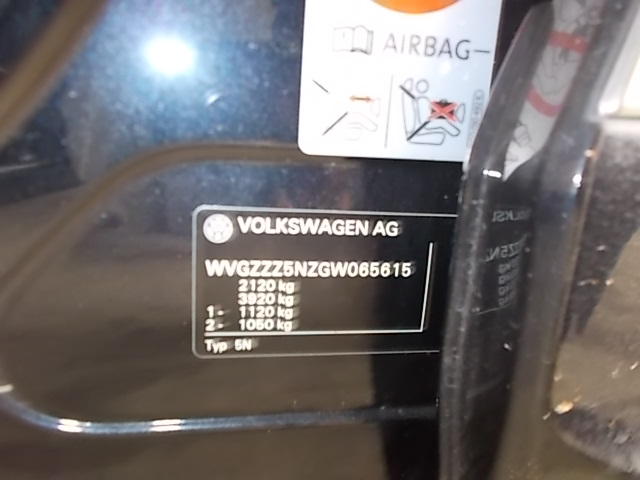 AIRBAG
VOLKSWAGEN AG
WVGZZZ5NZGW065615
2120 kg
3920 kg
1- 1120 kg
2- 1050 kg
Typ 5N